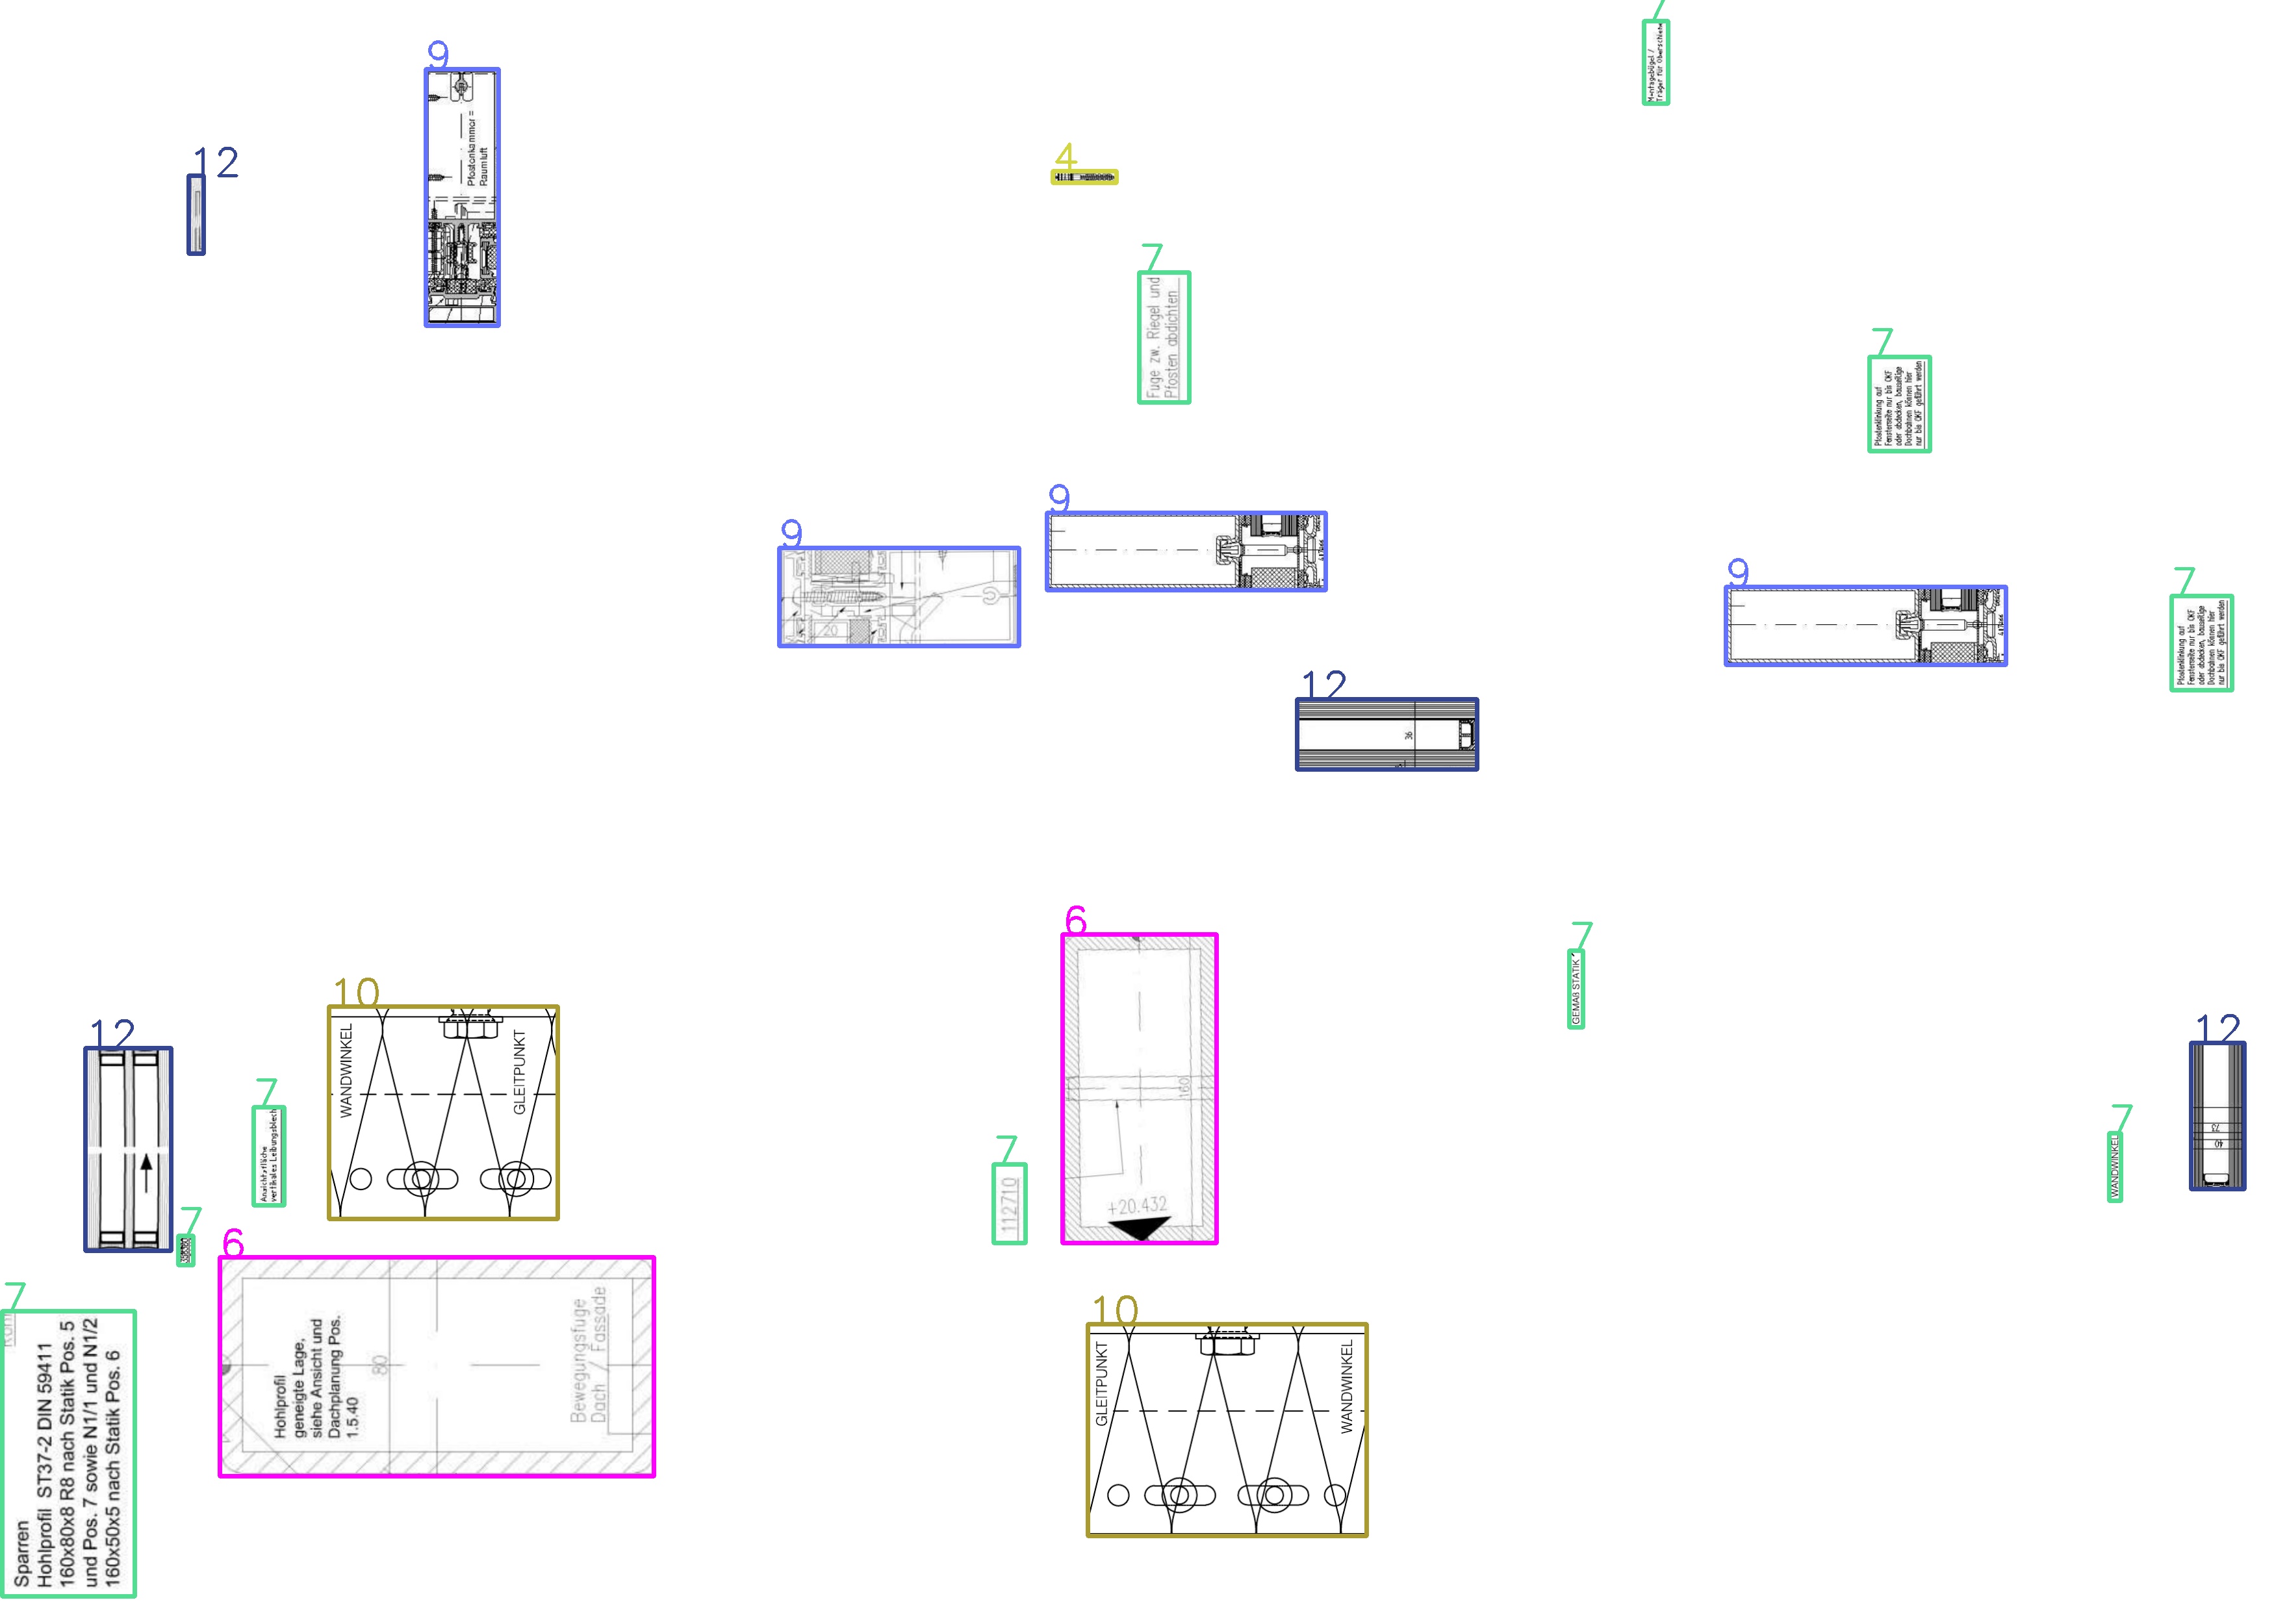 7
Montagebügel /
Träger für Oberschiene
9
Pfostenkammer =
Raumluft
12
4
7
Fuge zw. Riegel und
Pfosten abdichten
7
Pfostenklinkung auf
Fensterseite nur bis OKF
oder abdecken, bauseitige
Dachbahnen können hier
nur bis OKF geführt werden
9
9
20
9
7
Pfostenklinkung auf
Fensterseite nur bis OKF
oder abdecken, bauseitige
Dachbahnen können hier
nur bis OKF geführt werden
12
36
6
160
+20.432
7
GEMÄß STATIK
10
WANDWINKEL
GLEITPUNKT
12
12
73
40
7
Ansichtsfläche
vertikales Leibungsblech
7
WANDWINKEL
7
112710
7
6
Hohlprofil
geneigte Lage,
siehe Ansicht und
Dachplanung Pos.
1.5.40
80
Bewegungsfuge
Dach / Fassade
7
Sparren
Hohlprofil ST37-2 DIN 59411
160x80x8 R8 nach Statik Pos. 5
und Pos. 7 sowie N1/1 und N1/2
160x50x5 nach Statik Pos. 6
10
GLEITPUNKT
WANDWINKEL